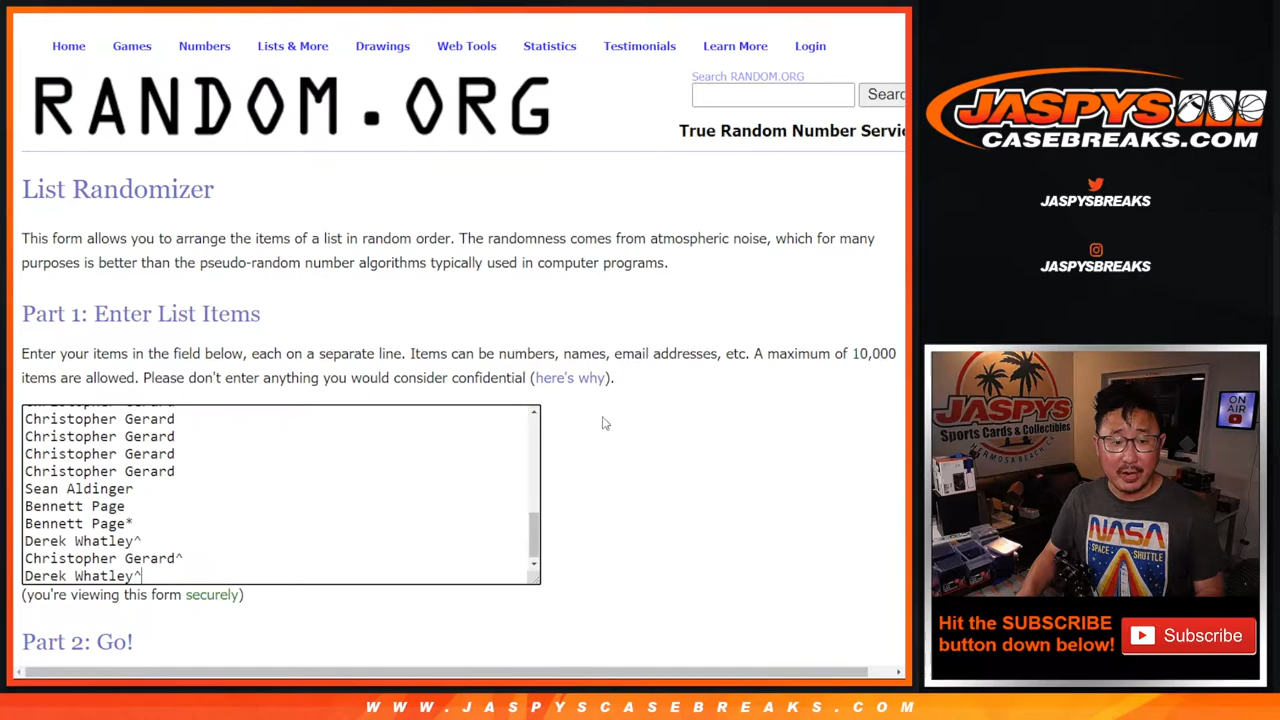 Home Games Numbers Lists & More Drawings Web Tools Statistics Testimonials Learn More Login
RANDOM.ORG
Search RANDOM.ORG
Searc
True Random Number Servic
List Randomizer
This form allows you to arrange the items of a list in random order. The randomness comes from atmospheric noise, which for many
purposes is better than the pseudo-random number algorithms typically used in computer programs.
Part 1: Enter List Items
Enter your items in the field below, each on a separate line. Items can be numbers, names, email addresses, etc. A maximum of 10,000
items are allowed. Please don't enter anything you would consider confidential (here's why).
Christopher Gerard
Christopher Gerard
Christopher Gerard
Christopher Gerard
Sean Aldinger
Bennett Page
Bennett Page*
Derek Whatley^
Christopher Gerard^
Derek Whatley^
(you're viewing this form securely)
Part 2: Go!
JASPYS
CASEBREAKS.COM
JASPYSBREAKS
JASPYSBREAKS
JASPYS
Sports Cards & Collectibles
HERMOSA BEACH, CA
ON
AIR
NASA
SPACE SHUTTLE
Hit the SUBSCRIBE
button down below!
Subscribe
WWW.JASPYSCASEBREAKS.COM